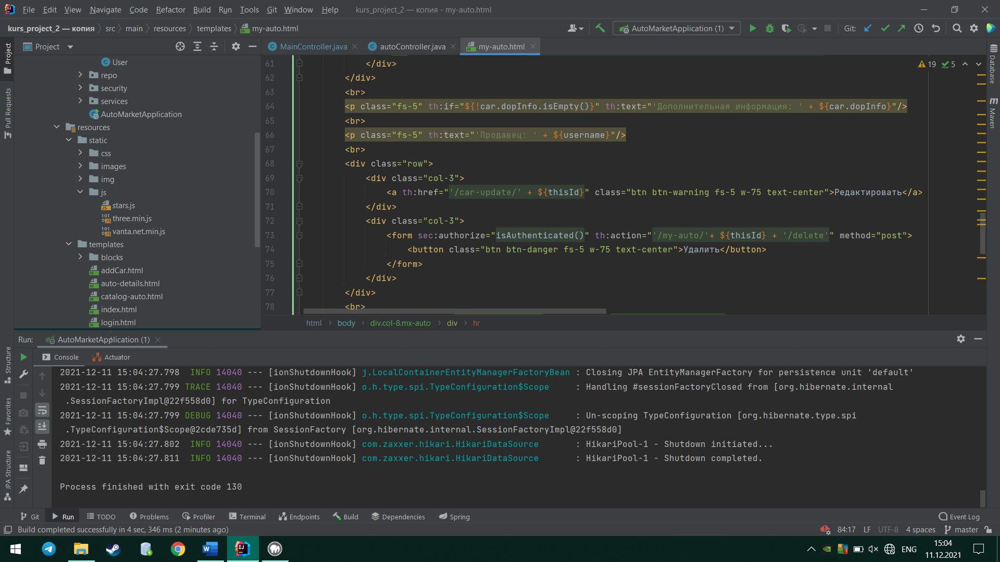 File Edit View Navigate Code Refactor Build Run Tools Git Window Help kurs_project_2 — копия - my-auto.html
kurs_project_2 — копия src main resources templates my-auto.html AutoMarketApplication (1) Git:
Project
MainController.java autoController.java my-auto.html
User
repo
security
services
AutoMarketApplication
resources
static
css
images
img
js
stars.js
three.min.js
vanta.net.min.js
templates
blocks
addCar.html
auto-details.html
catalog-auto.html
index.html
login.html
19 5
61 </div>
62 </div>
63 <br>
64 <p class="fs-5" th:if="${!car.dopInfo.isEmpty()}" th:text="'Дополнительная информация: ' + ${car.dopInfo}"/>
65 <br>
66 <p class="fs-5" th:text="'Продавец: ' + ${username}"/>
67 <br>
68 <div class="row">
69 <div class="col-3">
70 <a th:href="'/car-update/' + ${thisId}" class="btn btn-warning fs-5 w-75 text-center">Редактировать</a>
71 </div>
72 <div class="col-3">
73 <form sec:authorize="isAuthenticated()" th:action="'/my-auto/'+ ${thisId} + '/delete'" method="post">
74 <button class="btn btn-danger fs-5 w-75 text-center">Удалить</button>
75 </form>
76 </div>
77 </div>
78 <br>
html body div.col-8.mx-auto div hr
Project
Pull Requests
Structure
Favorites
JPA Structure
Database
Maven
Run: AutoMarketApplication (1)
Console Actuator
2021-12-11 15:04:27.798  INFO 14040 --- [ionShutdownHook] j.LocalContainerEntityManagerFactoryBean : Closing JPA EntityManagerFactory for persistence unit 'default'
2021-12-11 15:04:27.799 TRACE 14040 --- [ionShutdownHook] o.h.type.spi.TypeConfiguration$Scope     : Handling #sessionFactoryClosed from [org.hibernate.internal
.SessionFactoryImpl@22f558d0] for TypeConfiguration
2021-12-11 15:04:27.799 DEBUG 14040 --- [ionShutdownHook] o.h.type.spi.TypeConfiguration$Scope     : Un-scoping TypeConfiguration [org.hibernate.type.spi
.TypeConfiguration$Scope@2cde735d] from SessionFactory [org.hibernate.internal.SessionFactoryImpl@22f558d0]
2021-12-11 15:04:27.802  INFO 14040 --- [ionShutdownHook] com.zaxxer.hikari.HikariDataSource       : HikariPool-1 - Shutdown initiated...
2021-12-11 15:04:27.811  INFO 14040 --- [ionShutdownHook] com.zaxxer.hikari.HikariDataSource       : HikariPool-1 - Shutdown completed.
Process finished with exit code 130
Git Run TODO Problems Profiler Terminal Endpoints Build Dependencies Spring Event Log
Build completed successfully in 4 sec, 346 ms (2 minutes ago) 84:17 LF UTF-8 4 spaces master
ENG
15:04
11.12.2021